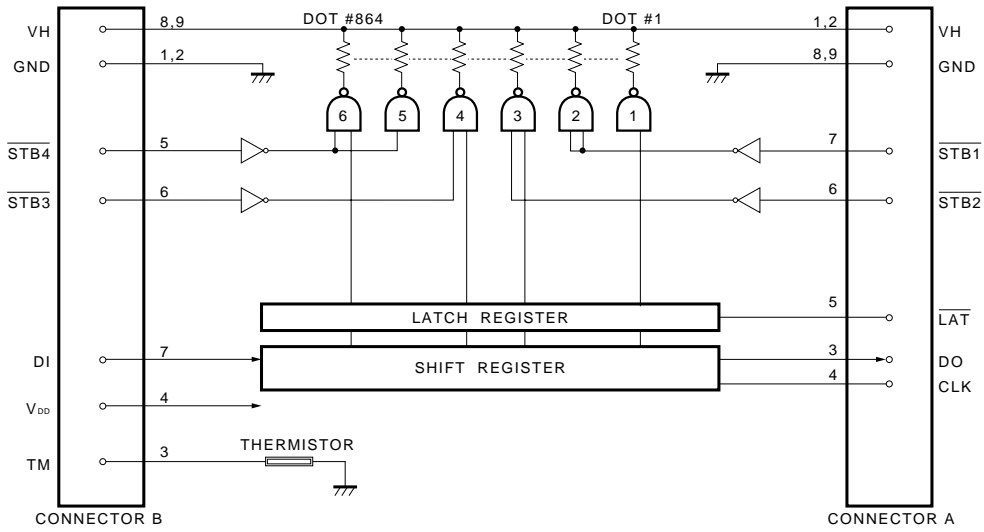 DOT #864 DOT #1
VH 8,9 1,2 VH
GND 1,2 8,9 GND
6 5 4 3 2 1
STB4 5 7 STB1
STB3 6 6 STB2
LATCH REGISTER 5 LAT
DI 7 SHIFT REGISTER 3 DO
4 CLK
VDD 4
THERMISTOR
TM 3
CONNECTOR B CONNECTOR A